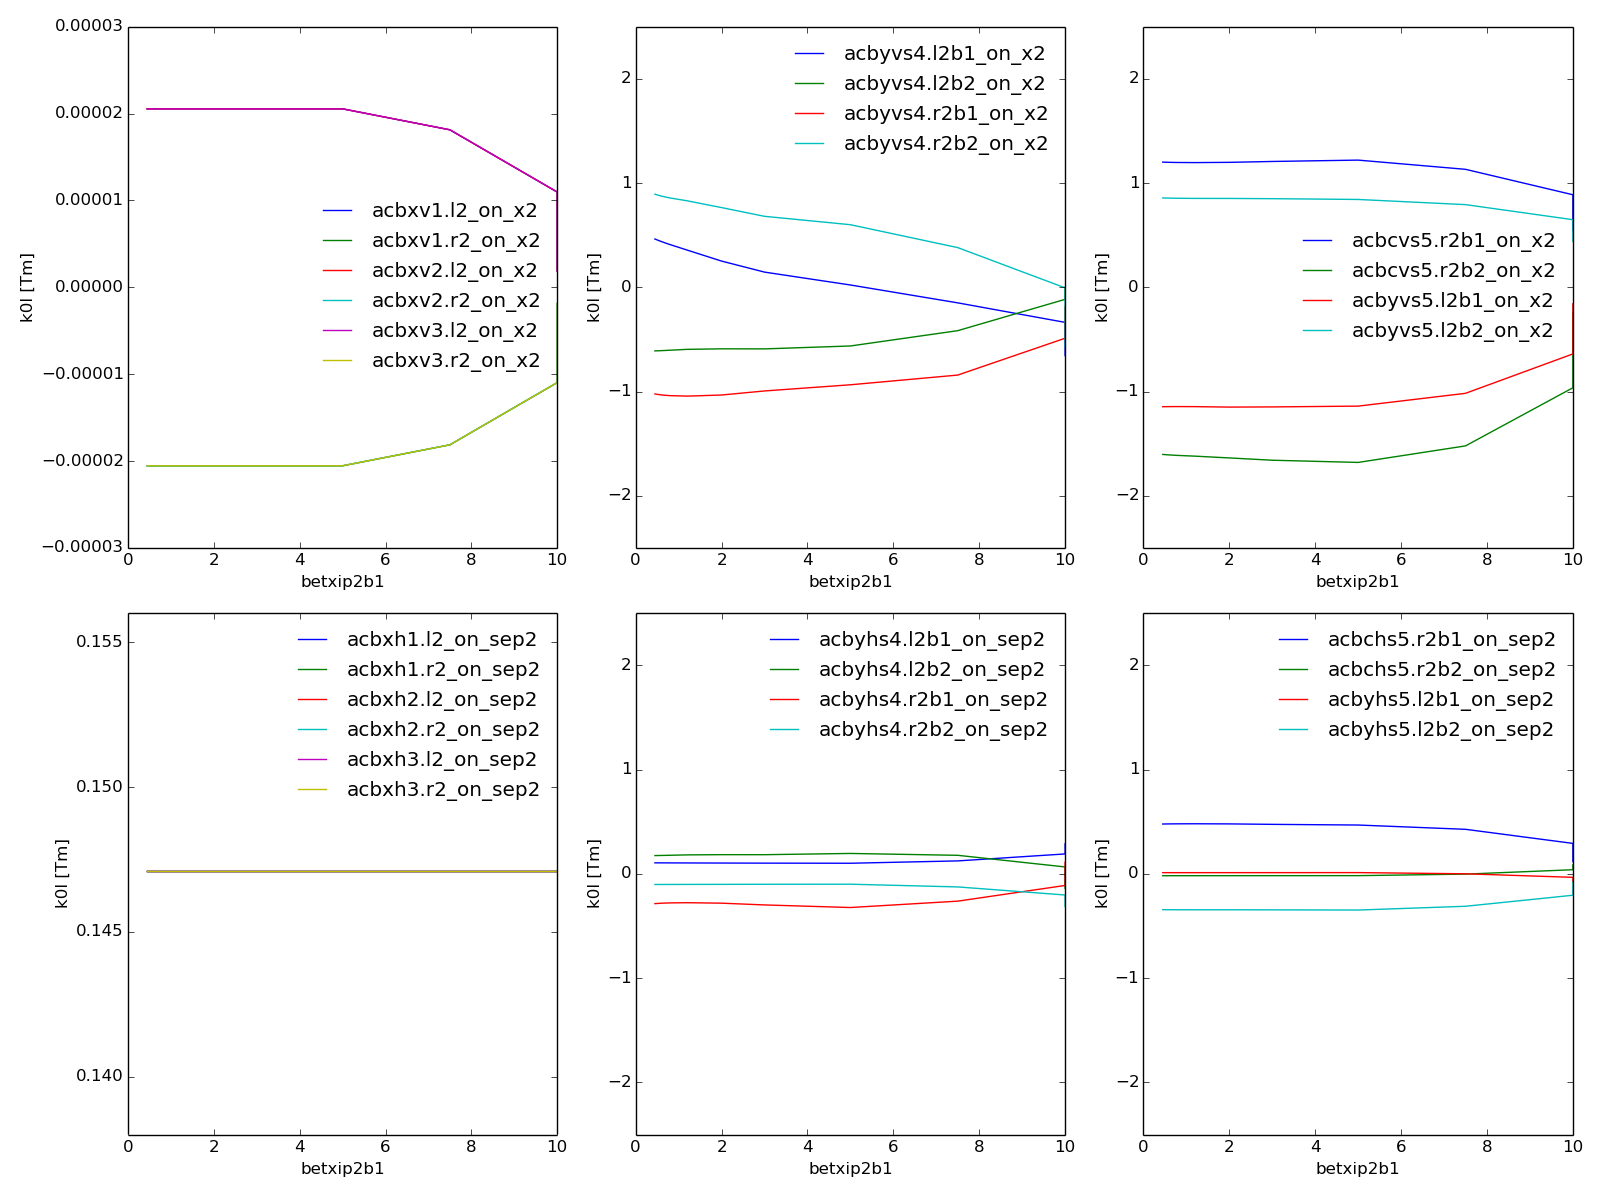 0.00003
0.00002
0.00001
0.00000
−0.00001
−0.00002
−0.00003
k0l [Tm]
acbxv1.l2_on_x2
acbxv1.r2_on_x2
acbxv2.l2_on_x2
acbxv2.r2_on_x2
acbxv3.l2_on_x2
acbxv3.r2_on_x2
0 2 4 6 8 10
betxip2b1
2
1
0
−1
−2
k0l [Tm]
acbyvs4.l2b1_on_x2
acbyvs4.l2b2_on_x2
acbyvs4.r2b1_on_x2
acbyvs4.r2b2_on_x2
0 2 4 6 8 10
betxip2b1
2
1
0
−1
−2
k0l [Tm]
acbcvs5.r2b1_on_x2
acbcvs5.r2b2_on_x2
acbyvs5.l2b1_on_x2
acbyvs5.l2b2_on_x2
0 2 4 6 8 10
betxip2b1
0.155
0.150
0.145
0.140
k0l [Tm]
acbxh1.l2_on_sep2
acbxh1.r2_on_sep2
acbxh2.l2_on_sep2
acbxh2.r2_on_sep2
acbxh3.l2_on_sep2
acbxh3.r2_on_sep2
0 2 4 6 8 10
betxip2b1
2
1
0
−1
−2
k0l [Tm]
acbyhs4.l2b1_on_sep2
acbyhs4.l2b2_on_sep2
acbyhs4.r2b1_on_sep2
acbyhs4.r2b2_on_sep2
0 2 4 6 8 10
betxip2b1
2
1
0
−1
−2
k0l [Tm]
acbchs5.r2b1_on_sep2
acbchs5.r2b2_on_sep2
acbyhs5.l2b1_on_sep2
acbyhs5.l2b2_on_sep2
0 2 4 6 8 10
betxip2b1